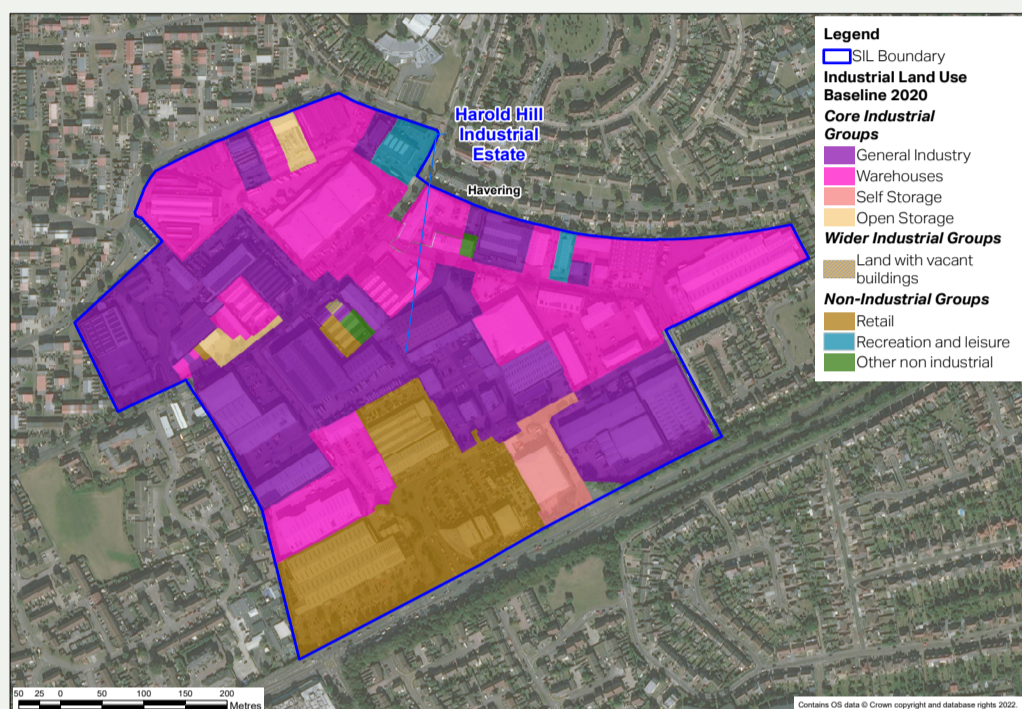 Harold Hill
Industrial
Estate
Havering
Legend
SIL Boundary
Industrial Land Use
Baseline 2020
Core Industrial
Groups
General Industry
Warehouses
Self Storage
Open Storage
Wider Industrial Groups
Land with vacant
buildings
Non-Industrial Groups
Retail
Recreation and leisure
Other non industrial
50 25 0 50 100 150 200
Metres
Contains OS data © Crown copyright and database rights 2022.